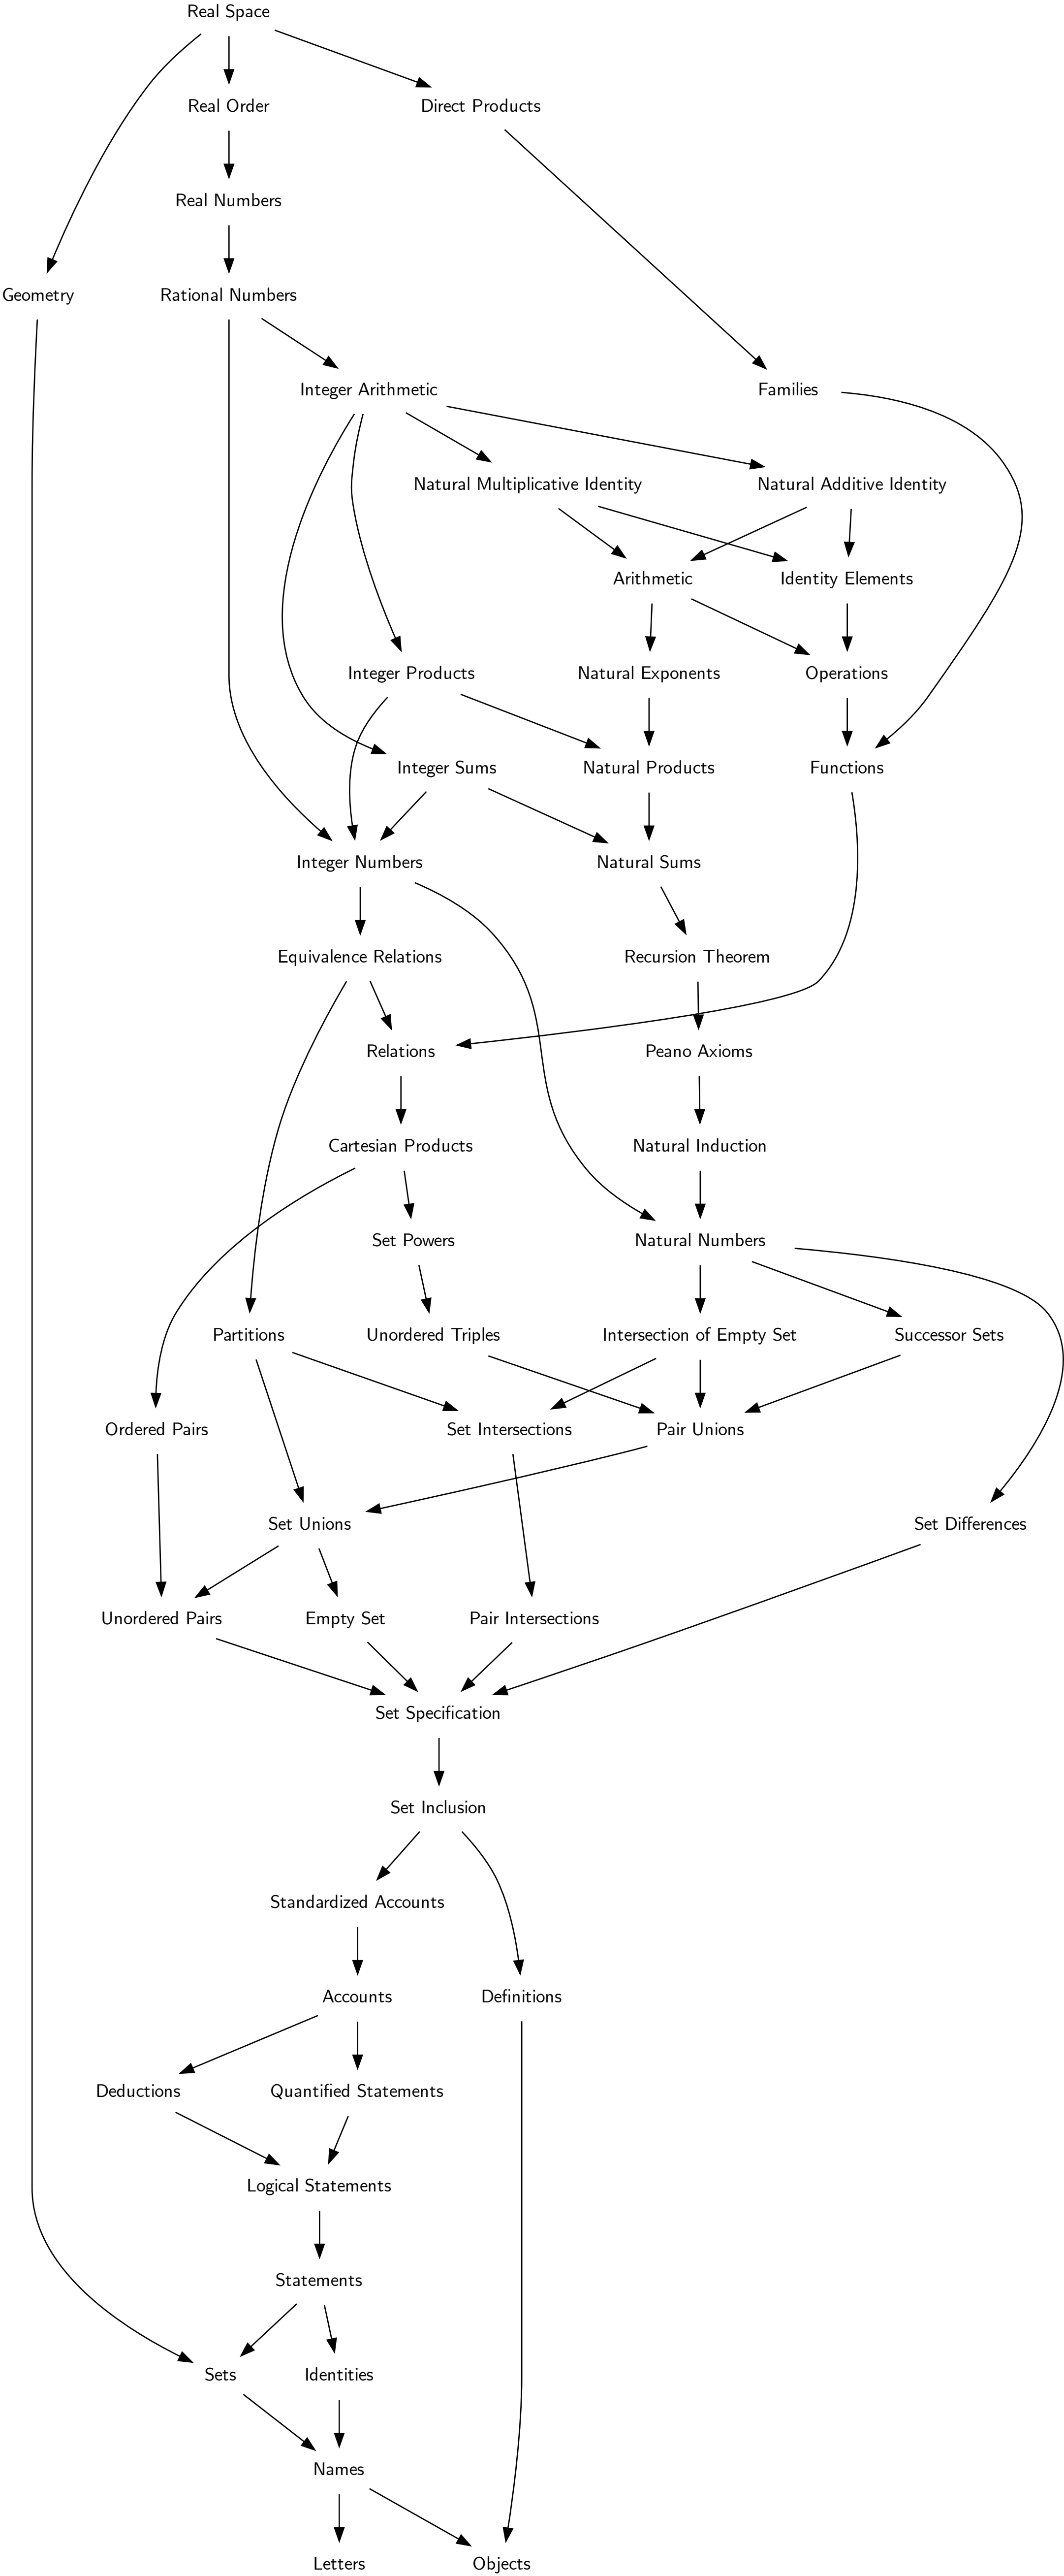 Real Space
Real Order
Direct Products
Real Numbers
Geometry
Rational Numbers
Integer Arithmetic
Families
Natural Multiplicative Identity
Natural Additive Identity
Arithmetic
Identity Elements
Integer Products
Natural Exponents
Operations
Integer Sums
Natural Products
Functions
Integer Numbers
Natural Sums
Equivalence Relations
Recursion Theorem
Relations
Peano Axioms
Cartesian Products
Natural Induction
Set Powers
Natural Numbers
Partitions
Unordered Triples
Intersection of Empty Set
Successor Sets
Ordered Pairs
Set Intersections
Pair Unions
Set Unions
Set Differences
Unordered Pairs
Empty Set
Pair Intersections
Set Specification
Set Inclusion
Standardized Accounts
Accounts
Definitions
Deductions
Quantified Statements
Logical Statements
Statements
Sets
Identities
Names
Letters
Objects